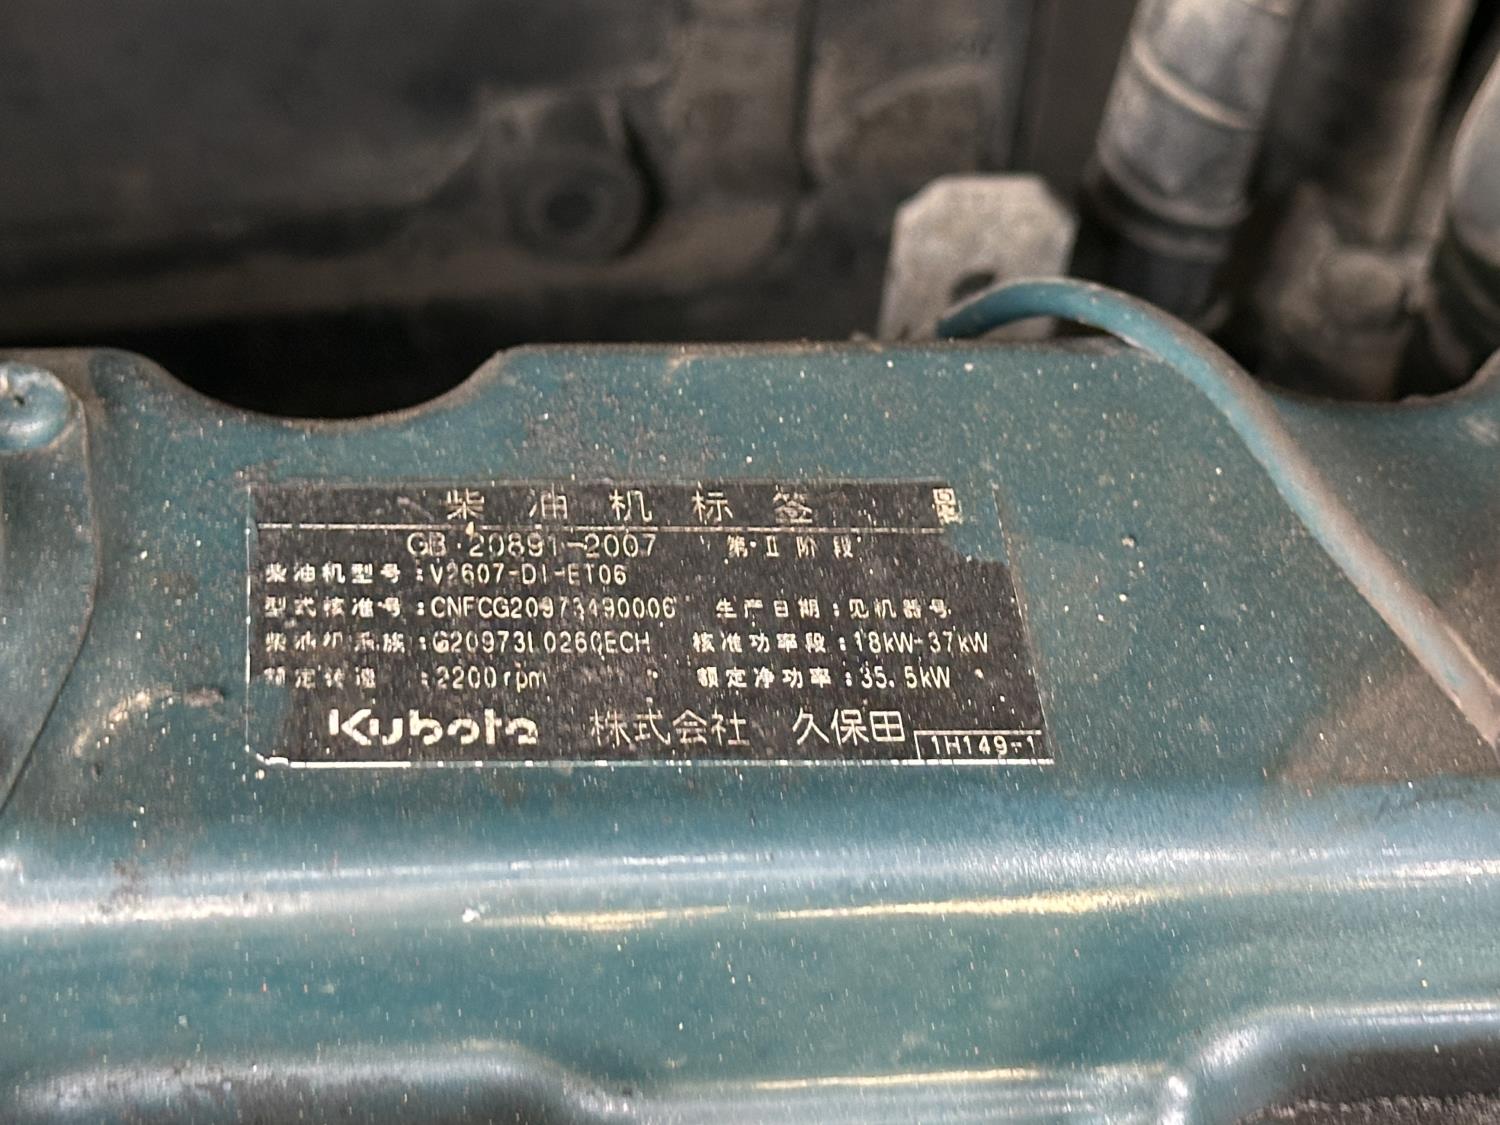 柴油机标签
GB 20891-2007 第Ⅱ阶段
柴油机型号:V2607-DI-ET06
型式核准号:CNFCG20973490006 生产日期:见机器号
柴油机系族:G20973L026QECH 核准功率段:18kW-37kW
额定转速:2200rpm 额定净功率:35.5kW
Kubota 株式会社 久保田 1H149-1